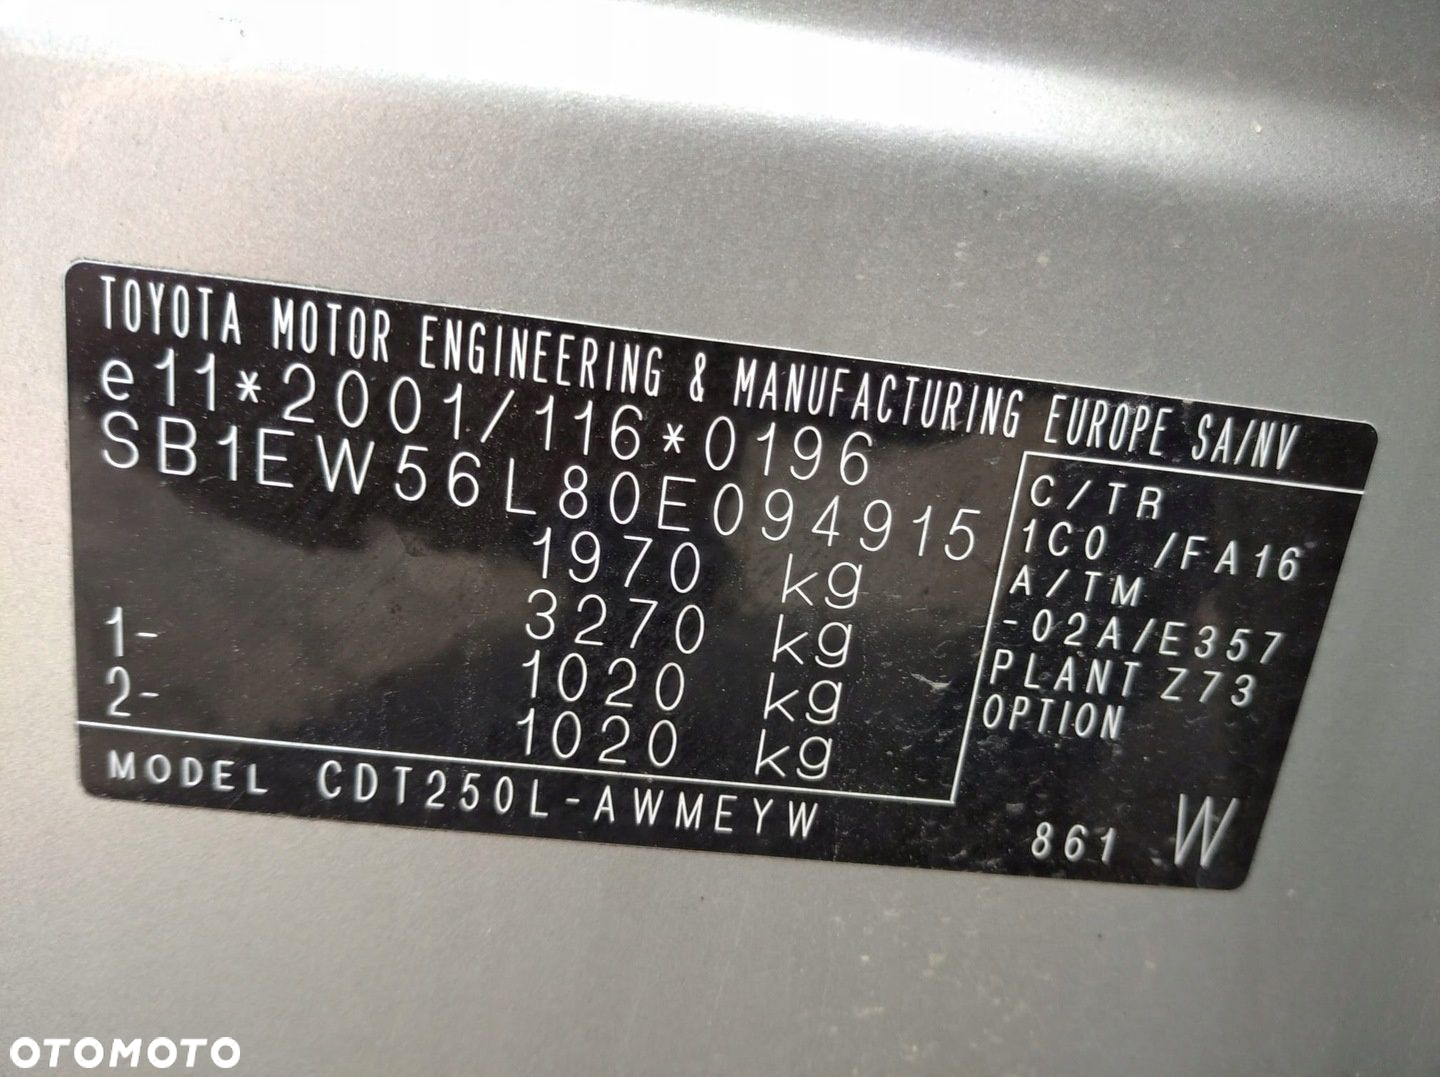 TOYOTA MOTOR ENGINEERING & MANUFACTURING EUROPE SA/NV
e11*2001/116*0196
SB1EW56L80E094915
1970 kg
3270 kg
1- 1020 kg
2- 1020 kg
C/TR
1C0 /FA16
A/TM
-02A/E357
PLANT Z73
OPTION
MODEL CDT250L-AWMEYW
861 W
OTOMOTO